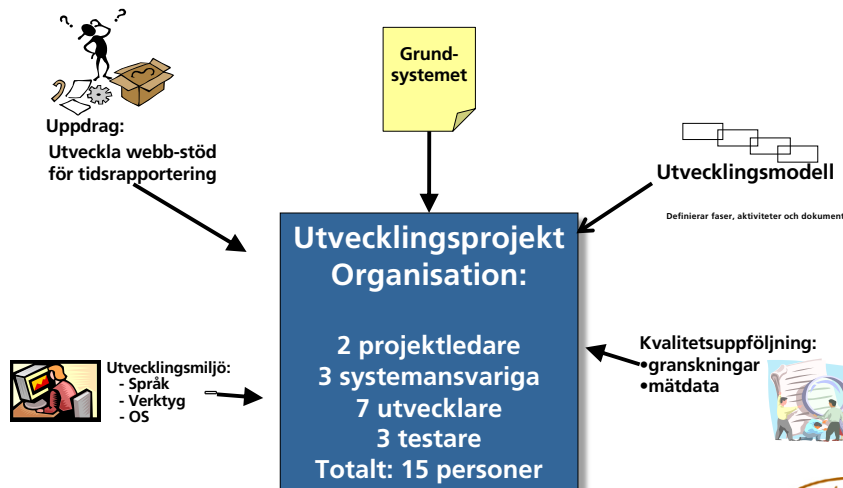 ? ?
Grund-
systemet
Uppdrag:
Utveckla webb-stöd
för tidsrapportering
Utvecklingsmodell
Definierar faser, aktiviteter och dokument
Utvecklingsprojekt
Organisation:
2 projektledare
3 systemansvariga
7 utvecklare
3 testare
Totalt: 15 personer
Utvecklingsmiljö:
- Språk
- Verktyg
- OS
Kvalitetsuppföljning:
•granskningar
•mätdata